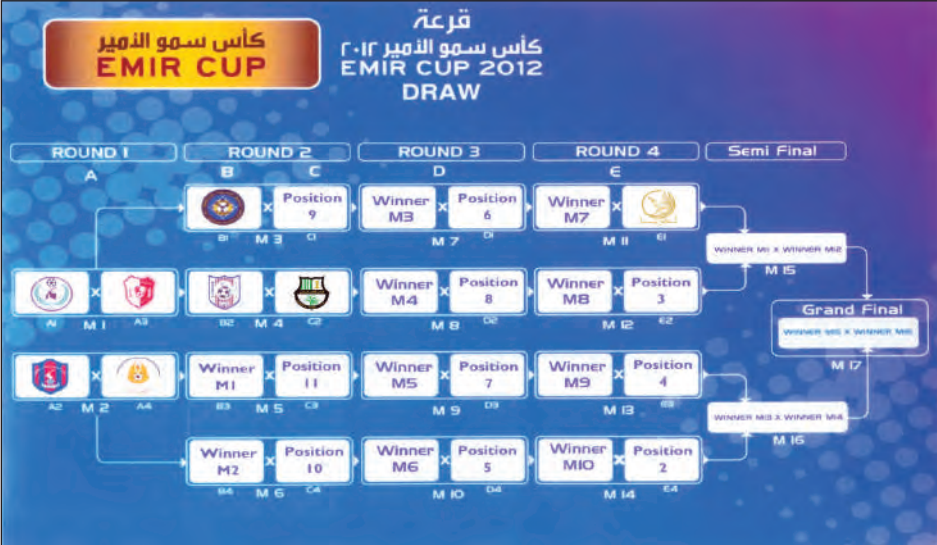 كأس سمو الأمير
EMIR CUP
قرعة
كأس سمو الأمير ٢٠١٢
EMIR CUP 2012
DRAW
ROUND 1
ROUND 2
ROUND 3
ROUND 4
Semi Final
A
B
C
D
E
x
Position
9
B1
M 3
C1
Winner
M3
x
Position
6
M 7
D1
Winner
M7
x
M 11
E1
WINNER M11 X WINNER M12
M 15
x
A1
M 1
A3
x
B2
M 4
C2
Winner
M4
x
Position
8
M 8
D2
Winner
M8
x
Position
3
M 12
E2
Grand Final
WINNER M15 X WINNER M16
M 17
x
A2
M 2
A4
Winner
M1
x
Position
11
B3
M 5
C3
Winner
M5
x
Position
7
M 9
D3
Winner
M9
x
Position
4
M 13
WINNER M13 X WINNER M14
M 16
Winner
M2
x
Position
10
B4
M 6
C4
Winner
M6
x
Position
5
M 10
D4
Winner
M10
x
Position
2
M 14
E4